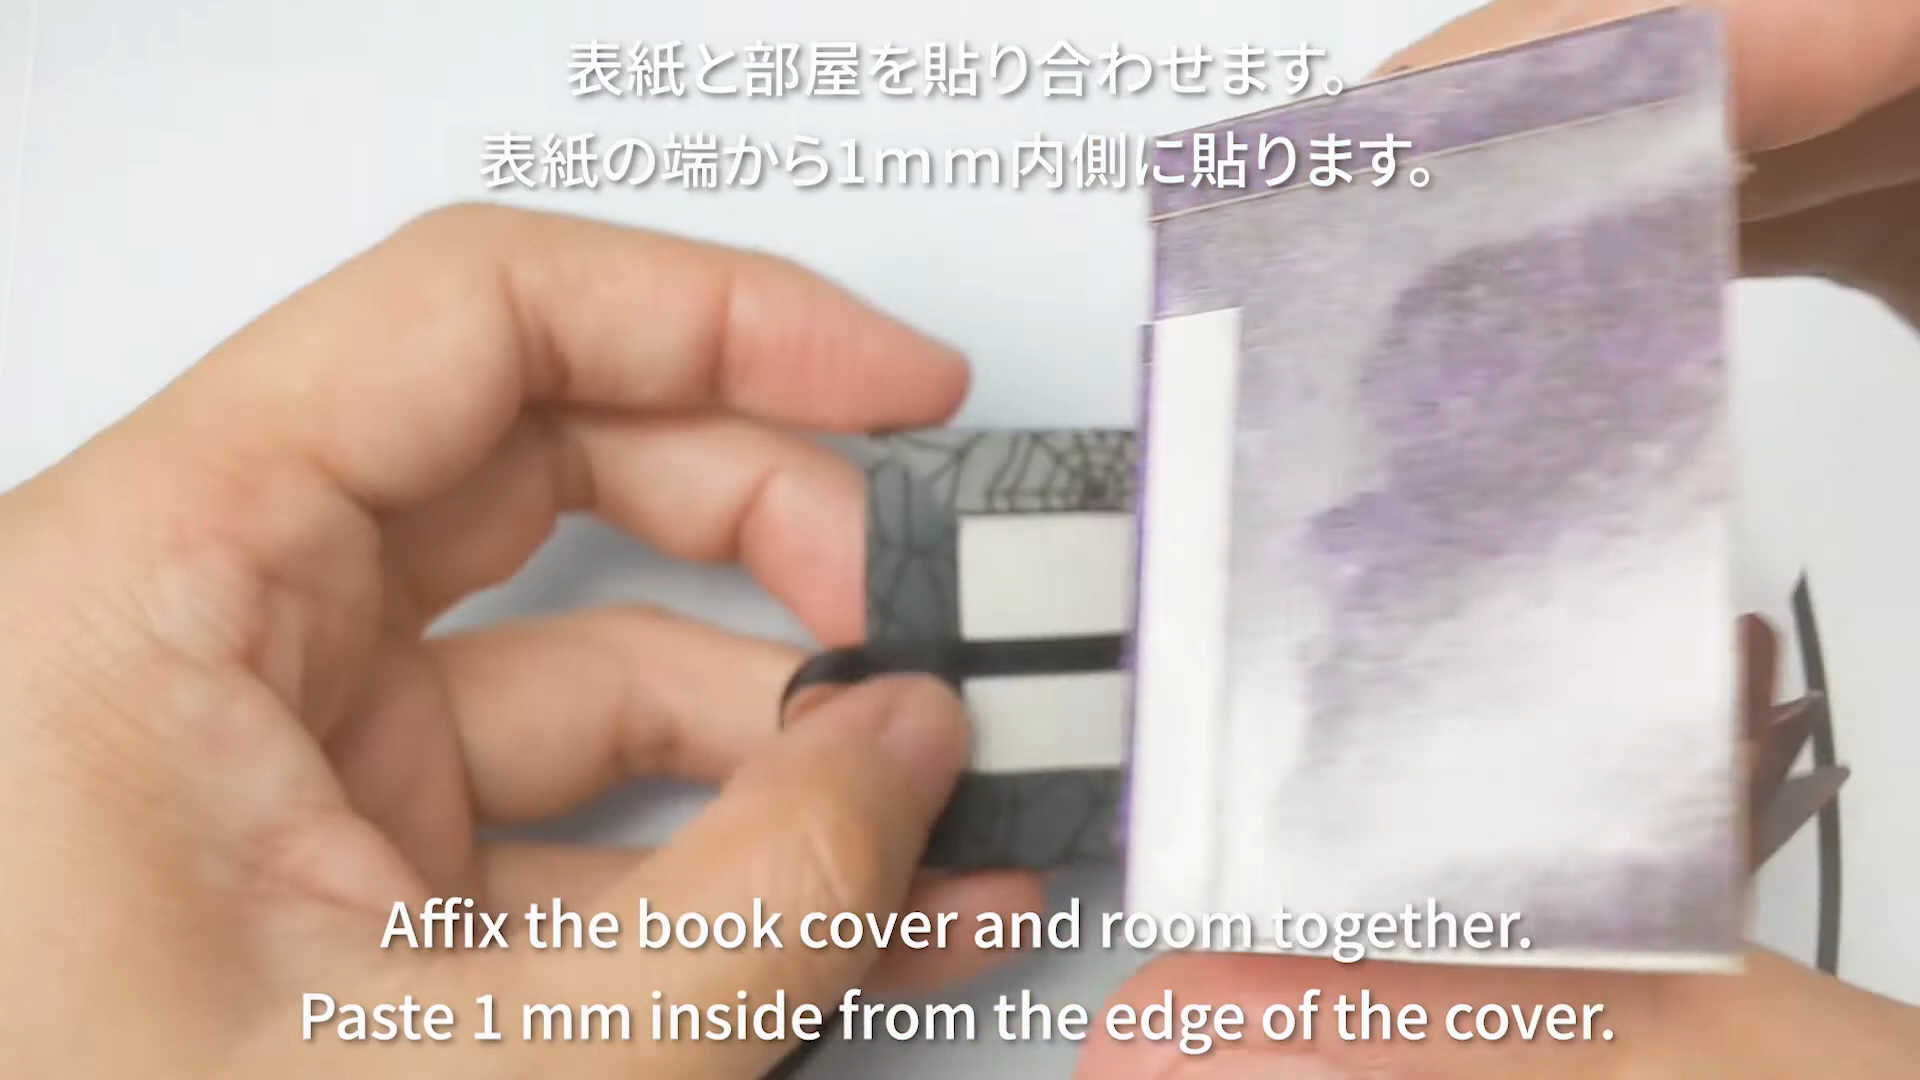 表紙と部屋を貼り合わせます。
表紙の端から1ｍｍ内側に貼ります。
Affix the book cover and room together.
Paste 1 mm inside from the edge of the cover.